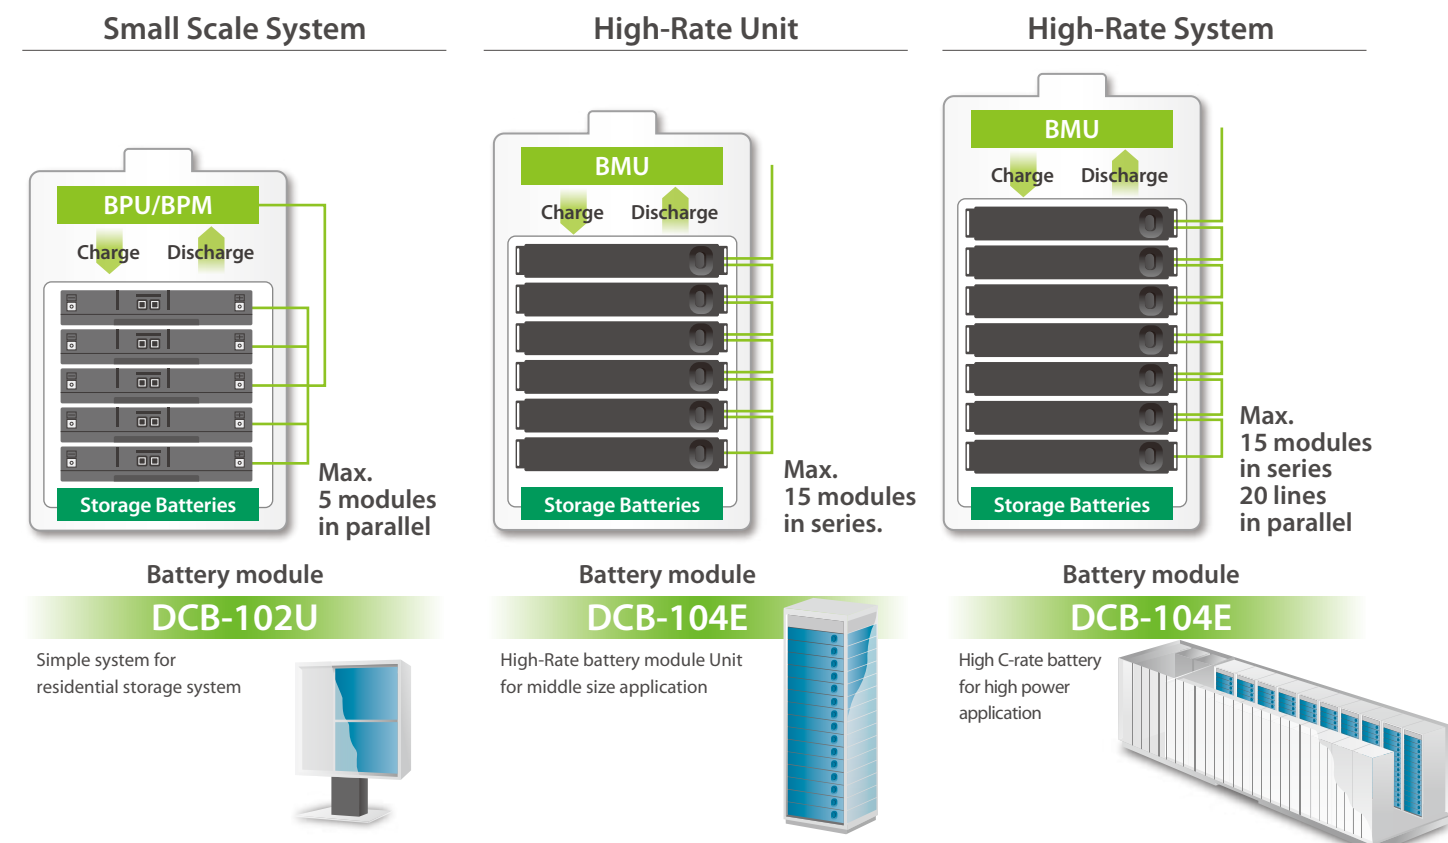 Small Scale System
BPU/BPM
Charge Discharge
Storage Batteries
Max.
5 modules
in parallel
Battery module
DCB-102U
Simple system for
residential storage system
High-Rate Unit
BMU
Charge Discharge
Storage Batteries
Max.
15 modules
in series.
Battery module
DCB-104E
High-Rate battery module Unit
for middle size application
High-Rate System
BMU
Charge Discharge
Storage Batteries
Max.
15 modules
in series
20 lines
in parallel
Battery module
DCB-104E
High C-rate battery
for high power
application